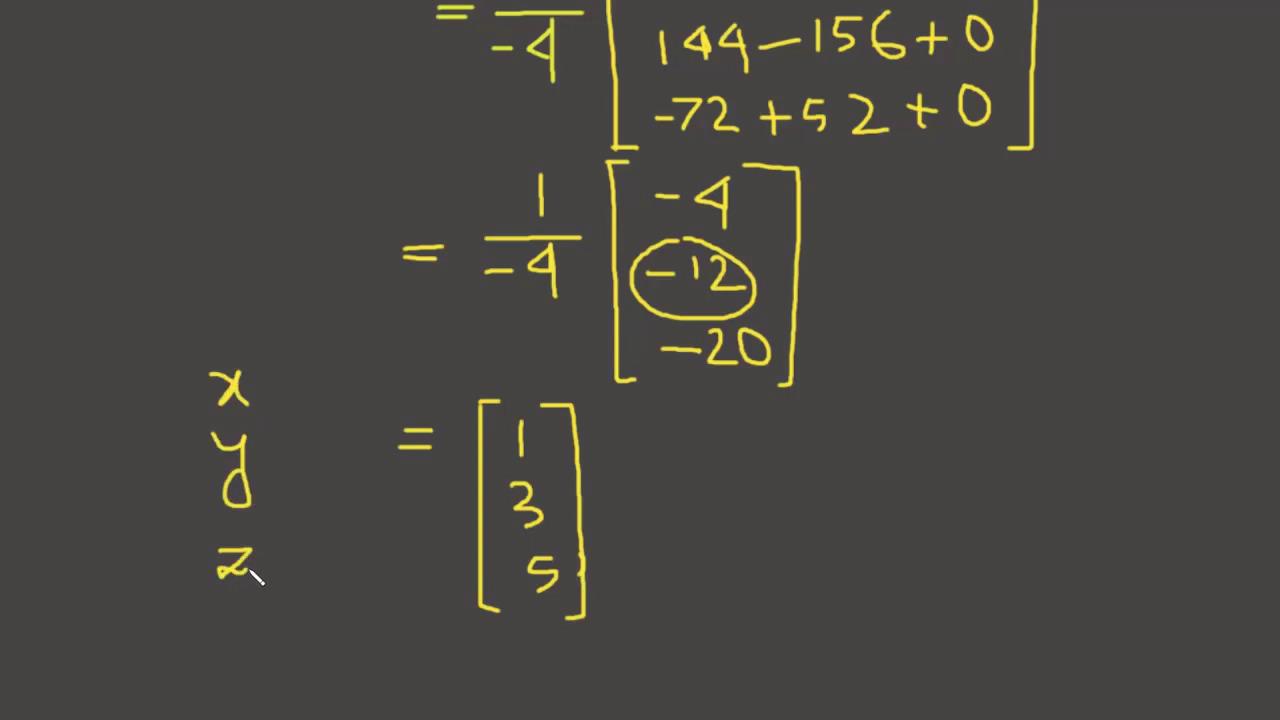 = -4 144-156+0
-72+52+0
= 1/-4 [-4
-12
-20]
x
y = [1
3
z 5]